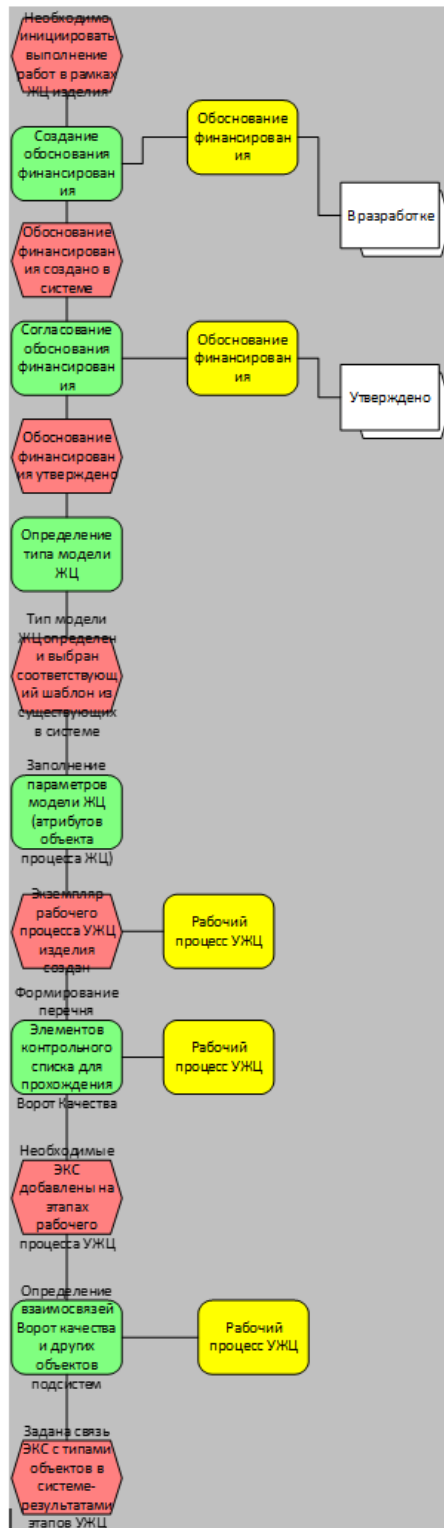 Необходимо
инициировать
выполнение
работ в рамках
ЖЦ изделия
Создание
обоснования
финансирован
ия
Обоснование
финансирован
ия
В разработке
Обоснование
финансирован
ия создано в
системе
Согласование
обоснования
финансирован
ия
Обоснование
финансирован
ия
Утверждено
Обоснование
финансирован
ия утверждено
Определение
типа модели
ЖЦ
Тип модели
ЖЦ определен
и выбран
соответствующ
ий шаблон из
существующих
в системе
Заполнение
параметров
модели ЖЦ
(атрибутов
объекта
процесса ЖЦ)
Экземпляр
рабочего
процесса УЖЦ
изделия
создан
Рабочий
процесс УЖЦ
Формирование
перечня
Элементов
контрольного
списка для
прохождения
Ворот Качества
Рабочий
процесс УЖЦ
Необходимые
ЭКС
добавлены на
этапах
рабочего
процесса УЖЦ
Определение
взаимосвязей
Ворот качества
и других
объектов
подсистем
Рабочий
процесс УЖЦ
Задана связь
ЭКС с типами
объектов в
системе-
результатами
этапов УЖЦ